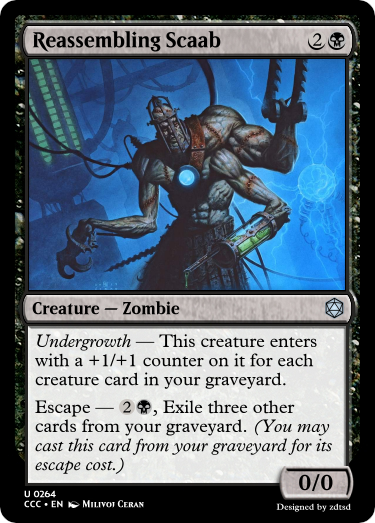 Reassembling Scaab 2
Creature — Zombie
Undergrowth — This creature enters
with a +1/+1 counter on it for each
creature card in your graveyard.
Escape — 2, Exile three other
cards from your graveyard. (You may
cast this card from your graveyard for its
escape cost.)
0/0
U 0264
CCC • EN Milivoj Ceran
Designed by zdtsd